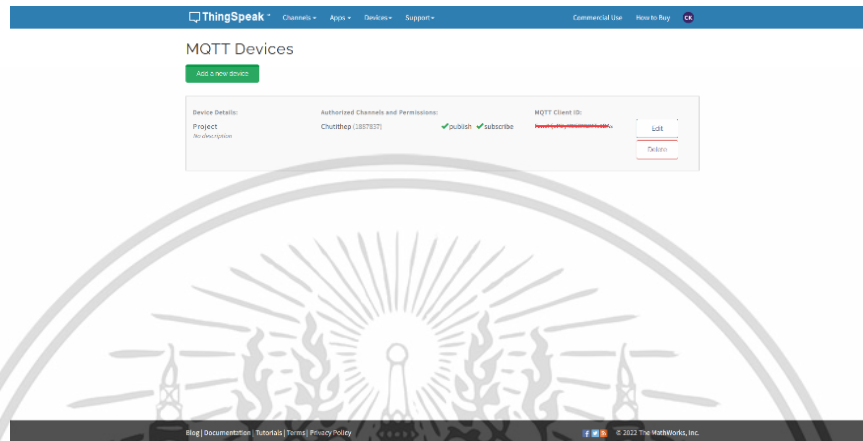 ThingSpeak™ Channels Apps Devices Support Commercial Use How to Buy CK
MQTT Devices
Add a new device
Device Details: Authorized Channels and Permissions: MQTT Client ID:
Project Chutithep (1897857) publish subscribe Edit
No description
Delete
Blog | Documentation | Tutorials | Terms | Privacy Policy © 2022 The MathWorks, Inc.